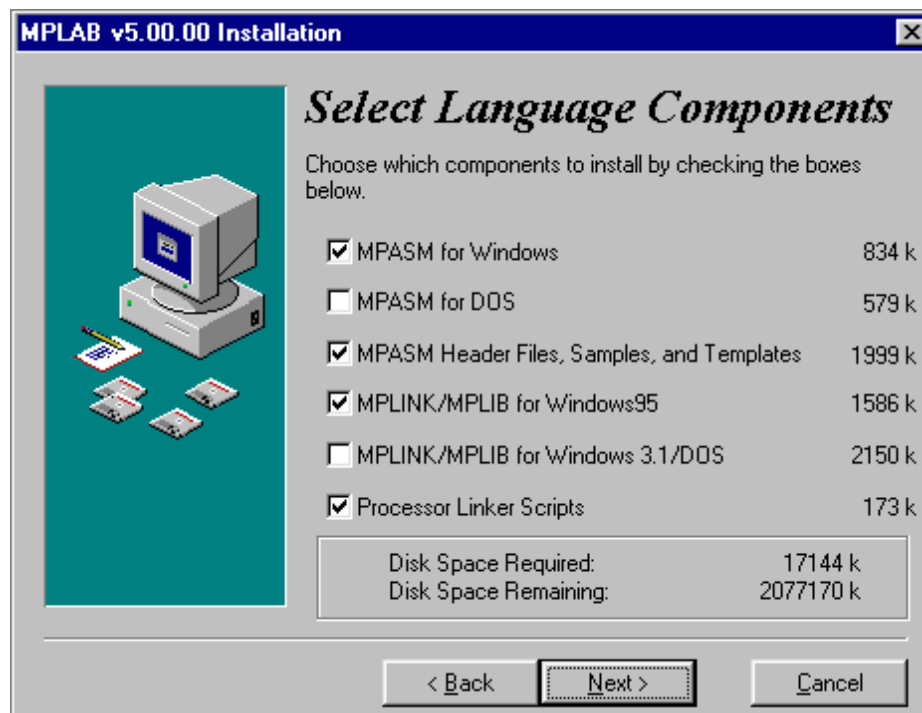 MPLAB v5.00.00 Installation
Select Language Components
Choose which components to install by checking the boxes
below.
MPASM for Windows 834 k
MPASM for DOS 579 k
MPASM Header Files, Samples, and Templates 1999 k
MPLINK/MPLIB for Windows95 1586 k
MPLINK/MPLIB for Windows 3.1/DOS 2150 k
Processor Linker Scripts 173 k
Disk Space Required: 17144 k
Disk Space Remaining: 2077170 k
< Back Next > Cancel